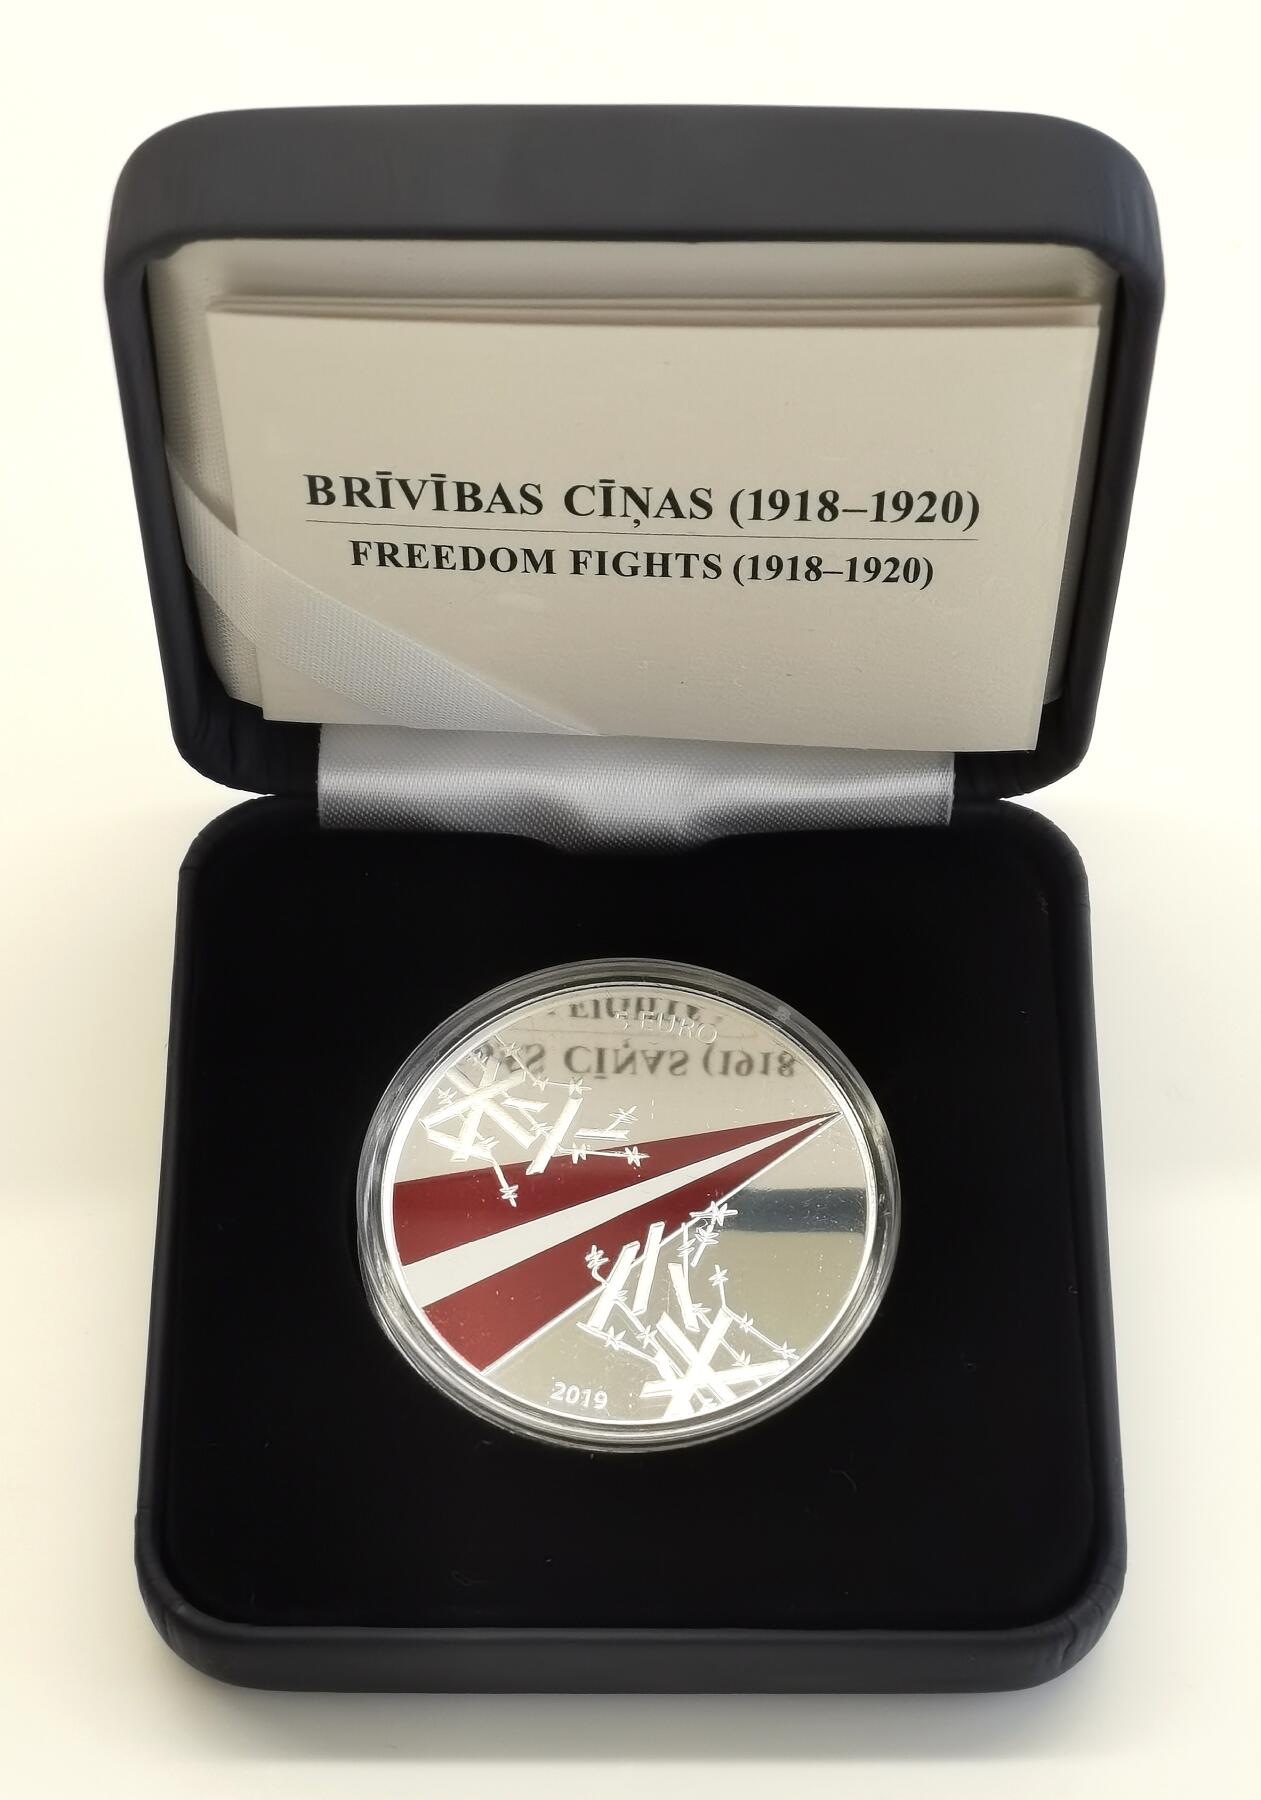 BRĪVĪBAS CĪŅAS (1918–1920)
FREEDOM FIGHTS (1918–1920)
5 EURO
2019